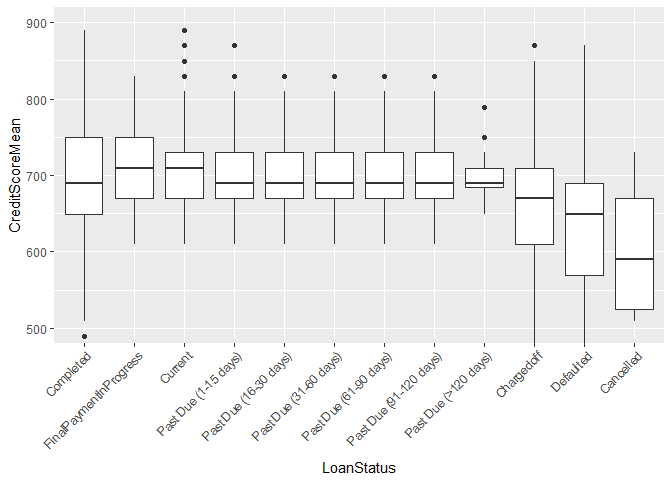 CreditScoreMean
900
800
700
600
500
Completed
FinalPaymentInProgress
Current
Past Due (1-15 days)
Past Due (16-30 days)
Past Due (31-60 days)
Past Due (61-90 days)
Past Due (91-120 days)
Past Due (>120 days)
Chargedoff
Defaulted
Cancelled
LoanStatus